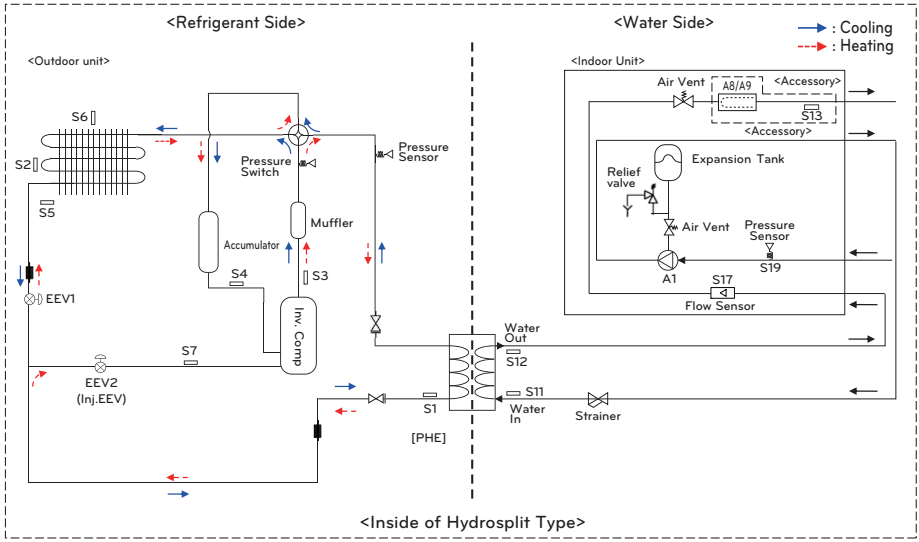 <Refrigerant Side>
<Water Side>
: Cooling
: Heating
<Outdoor unit>
<Indoor Unit>
Air Vent
A8/A9
<Accessory>
S13
<Accessory>
S6
S2
S5
Pressure
Switch
Pressure
Sensor
Expansion Tank
Relief
valve
Air Vent
Pressure
Sensor
S19
A1
S17
Flow Sensor
Muffler
Accumulator
S4
S3
EEV1
Inv. Comp
S7
EEV2
(Inj.EEV)
Water
Out
S12
S11
Water
In
Strainer
S1
[PHE]
<Inside of Hydrosplit Type>